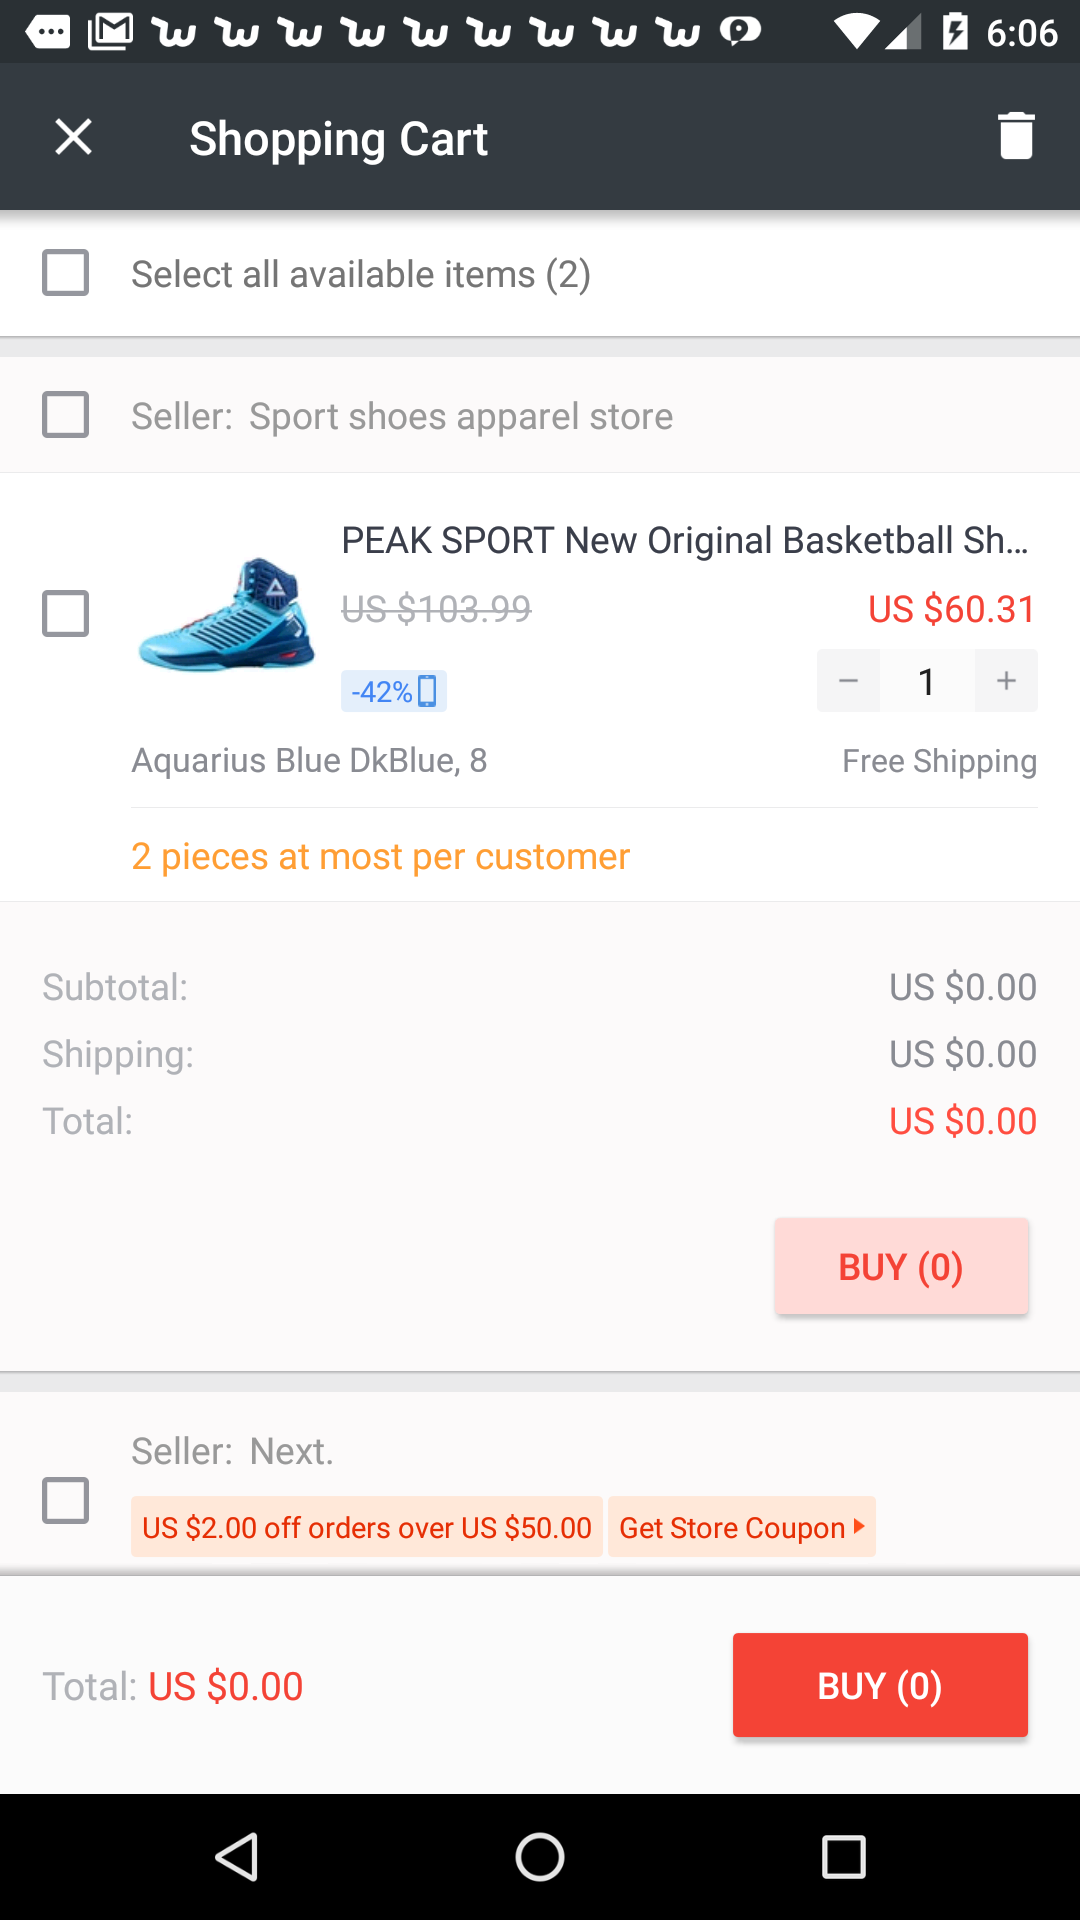 6:06
Shopping Cart
Select all available items (2)
Seller: Sport shoes apparel store
PEAK SPORT New Original Basketball Sh...
US $103.99 US $60.31
-42% − 1 +
Aquarius Blue DkBlue, 8 Free Shipping
2 pieces at most per customer
Subtotal: US $0.00
Shipping: US $0.00
Total: US $0.00
BUY (0)
Seller: Next.
US $2.00 off orders over US $50.00 Get Store Coupon
Total: US $0.00 BUY (0)